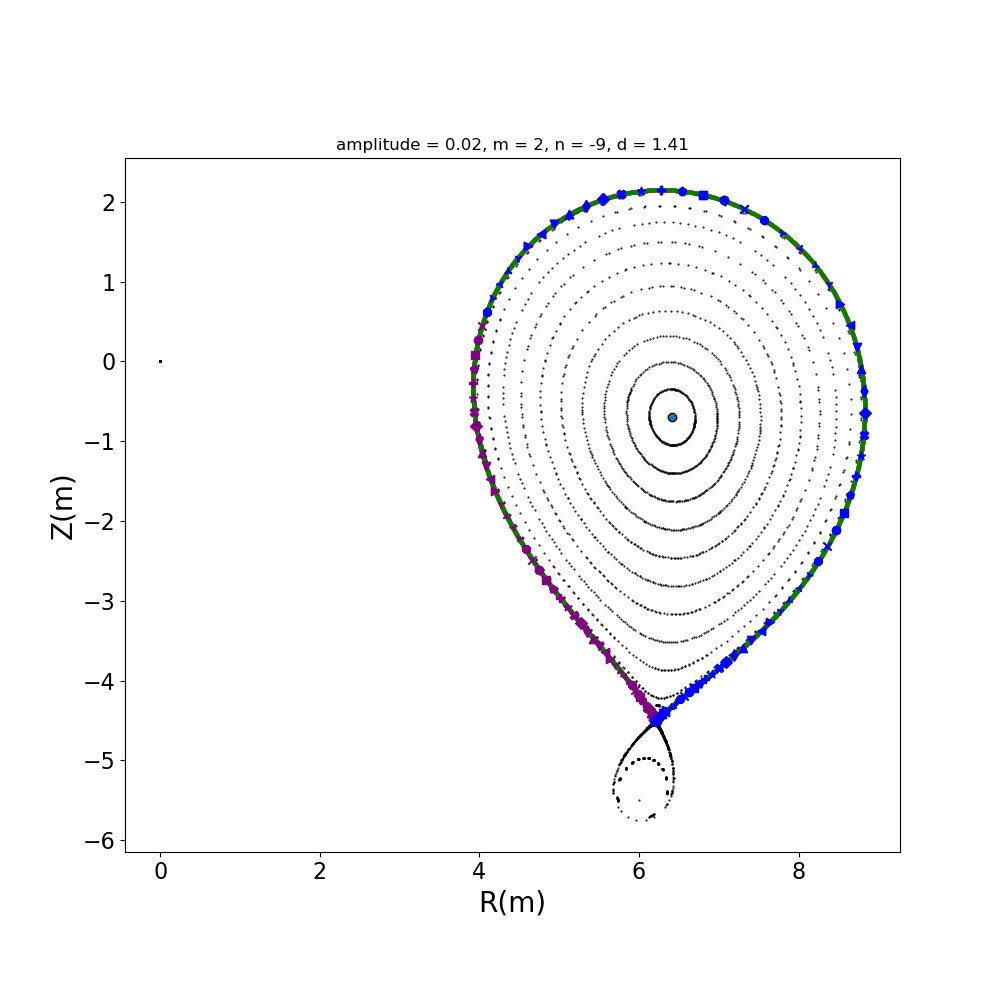 amplitude = 0.02, m = 2, n = -9, d = 1.41
2
1
0
−1
−2
−3
−4
−5
−6
Z(m)
0 2 4 6 8
R(m)